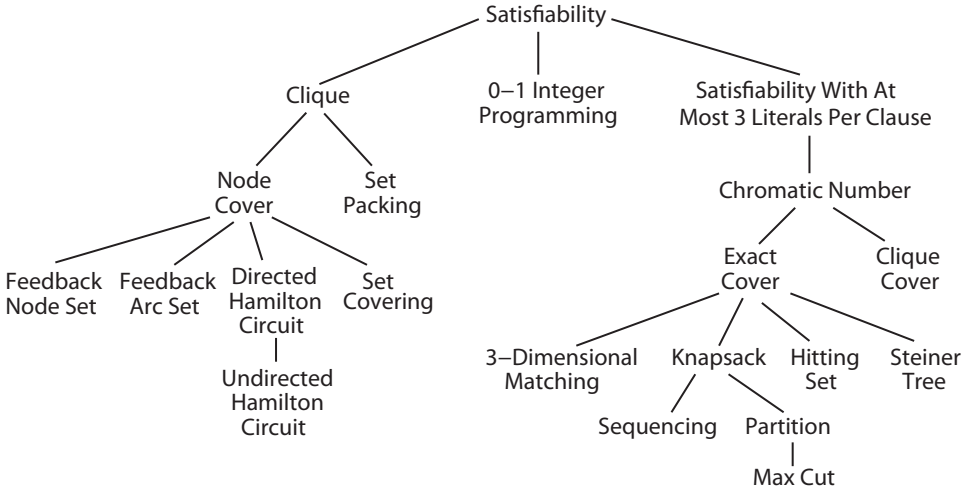 Satisfiability
Clique
0−1 Integer
Programming
Satisfiability With At
Most 3 Literals Per Clause
Node
Cover
Set
Packing
Chromatic Number
Feedback
Node Set
Feedback
Arc Set
Directed
Hamilton
Circuit
Set
Covering
Exact
Cover
Clique
Cover
Undirected
Hamilton
Circuit
3−Dimensional
Matching
Knapsack
Hitting
Set
Steiner
Tree
Sequencing
Partition
Max Cut